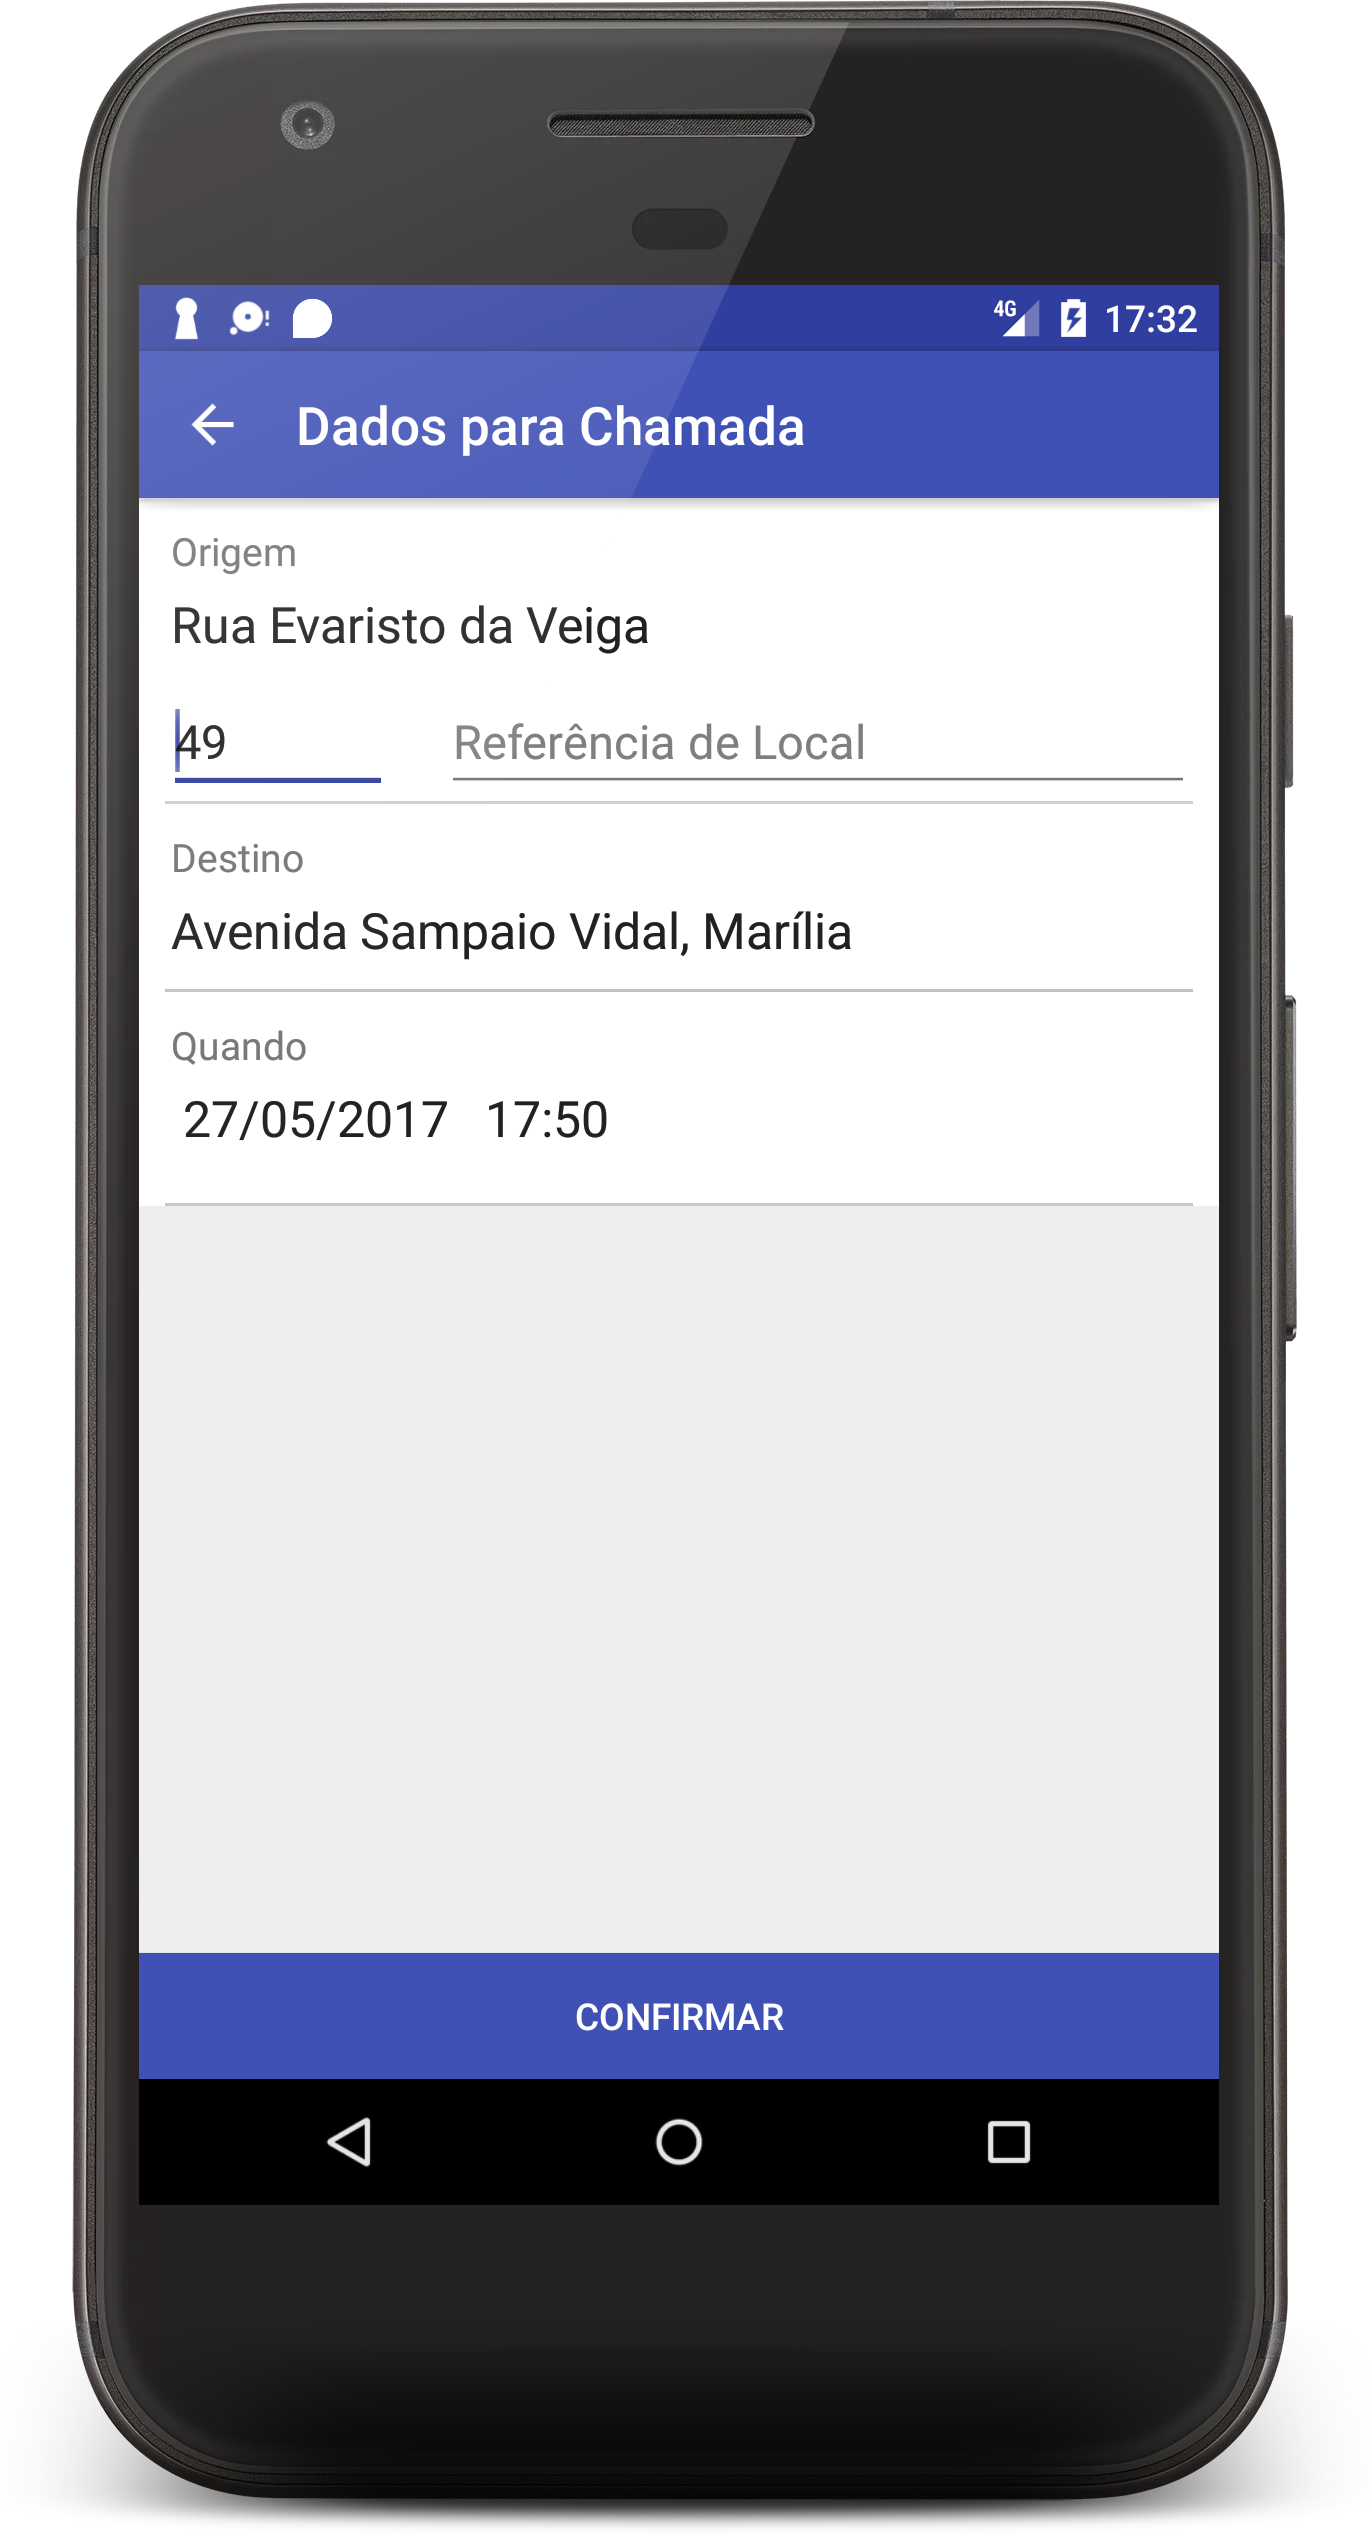 4G 17:32
Dados para Chamada
Origem
Rua Evaristo da Veiga
49 Referência de Local
Destino
Avenida Sampaio Vidal, Marília
Quando
27/05/2017 17:50
CONFIRMAR